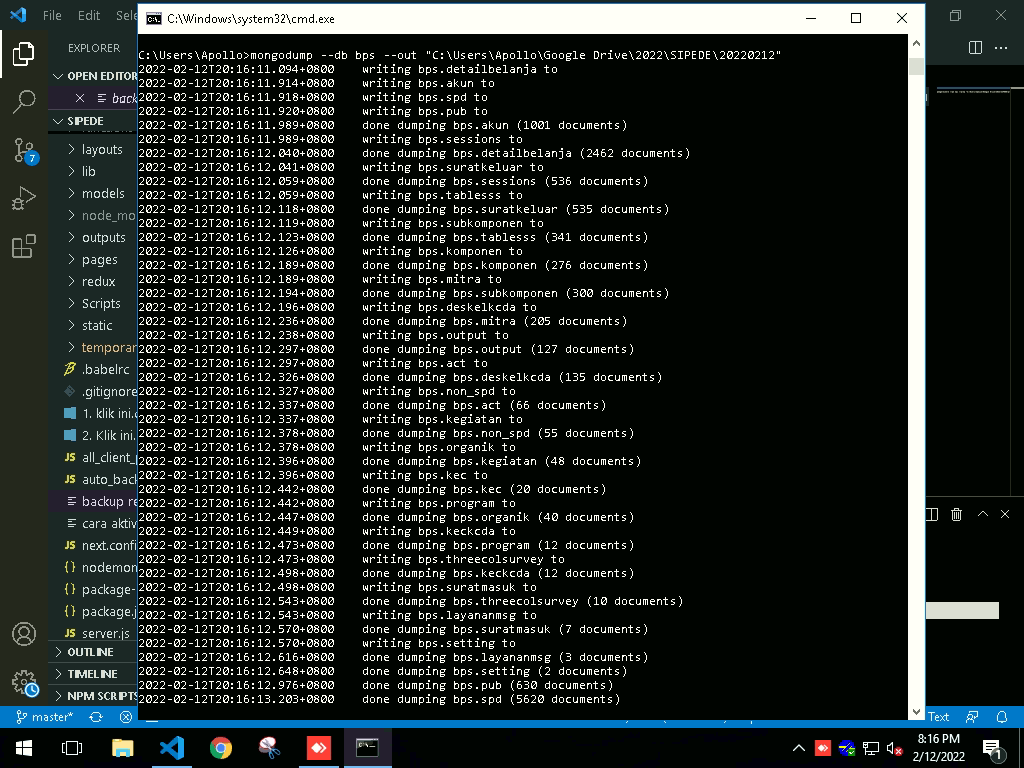 File Edit Sele
C:\Windows\system32\cmd.exe
EXPLORER
OPEN EDITOR
back
SIPEDE
layouts
lib
models
node_mo
outputs
pages
redux
Scripts
static
temporar
.babelrc
.gitignore
1. klik ini.
2. Klik ini.
all_client_
auto_back
backup re
cara aktiv
next.confi
nodemon
package-
package.j
server.js
OUTLINE
TIMELINE
NPM SCRIPTS
7
C:\Users\Apollo>mongodump --db bps --out "C:\Users\Apollo\Google Drive\2022\SIPEDE\20220212"
2022-02-12T20:16:11.094+0800 writing bps.detailbelanja to
2022-02-12T20:16:11.914+0800 writing bps.akun to
2022-02-12T20:16:11.918+0800 writing bps.spd to
2022-02-12T20:16:11.920+0800 writing bps.pub to
2022-02-12T20:16:11.989+0800 done dumping bps.akun (1001 documents)
2022-02-12T20:16:11.989+0800 writing bps.sessions to
2022-02-12T20:16:12.040+0800 done dumping bps.detailbelanja (2462 documents)
2022-02-12T20:16:12.041+0800 writing bps.suratkeluar to
2022-02-12T20:16:12.059+0800 done dumping bps.sessions (536 documents)
2022-02-12T20:16:12.059+0800 writing bps.tablesss to
2022-02-12T20:16:12.118+0800 done dumping bps.suratkeluar (535 documents)
2022-02-12T20:16:12.119+0800 writing bps.subkomponen to
2022-02-12T20:16:12.123+0800 done dumping bps.tablesss (341 documents)
2022-02-12T20:16:12.126+0800 writing bps.komponen to
2022-02-12T20:16:12.189+0800 done dumping bps.komponen (276 documents)
2022-02-12T20:16:12.189+0800 writing bps.mitra to
2022-02-12T20:16:12.194+0800 done dumping bps.subkomponen (300 documents)
2022-02-12T20:16:12.196+0800 writing bps.deskelkcda to
2022-02-12T20:16:12.236+0800 done dumping bps.mitra (205 documents)
2022-02-12T20:16:12.238+0800 writing bps.output to
2022-02-12T20:16:12.297+0800 done dumping bps.output (127 documents)
2022-02-12T20:16:12.297+0800 writing bps.act to
2022-02-12T20:16:12.326+0800 done dumping bps.deskelkcda (135 documents)
2022-02-12T20:16:12.327+0800 writing bps.non_spd to
2022-02-12T20:16:12.337+0800 done dumping bps.act (66 documents)
2022-02-12T20:16:12.337+0800 writing bps.kegiatan to
2022-02-12T20:16:12.378+0800 done dumping bps.non_spd (55 documents)
2022-02-12T20:16:12.378+0800 writing bps.organik to
2022-02-12T20:16:12.396+0800 done dumping bps.kegiatan (48 documents)
2022-02-12T20:16:12.396+0800 writing bps.kec to
2022-02-12T20:16:12.442+0800 done dumping bps.kec (20 documents)
2022-02-12T20:16:12.442+0800 writing bps.program to
2022-02-12T20:16:12.447+0800 done dumping bps.organik (40 documents)
2022-02-12T20:16:12.449+0800 writing bps.keckcda to
2022-02-12T20:16:12.473+0800 done dumping bps.program (12 documents)
2022-02-12T20:16:12.473+0800 writing bps.threecolsurvey to
2022-02-12T20:16:12.498+0800 done dumping bps.keckcda (12 documents)
2022-02-12T20:16:12.498+0800 writing bps.suratmasuk to
2022-02-12T20:16:12.543+0800 done dumping bps.threecolsurvey (10 documents)
2022-02-12T20:16:12.543+0800 writing bps.layananmsg to
2022-02-12T20:16:12.570+0800 done dumping bps.suratmasuk (7 documents)
2022-02-12T20:16:12.570+0800 writing bps.setting to
2022-02-12T20:16:12.616+0800 done dumping bps.layananmsg (3 documents)
2022-02-12T20:16:12.648+0800 done dumping bps.setting (2 documents)
2022-02-12T20:16:12.976+0800 done dumping bps.pub (630 documents)
2022-02-12T20:16:13.203+0800 done dumping bps.spd (5620 documents)
master*
Text
8:16 PM
2/12/2022
1